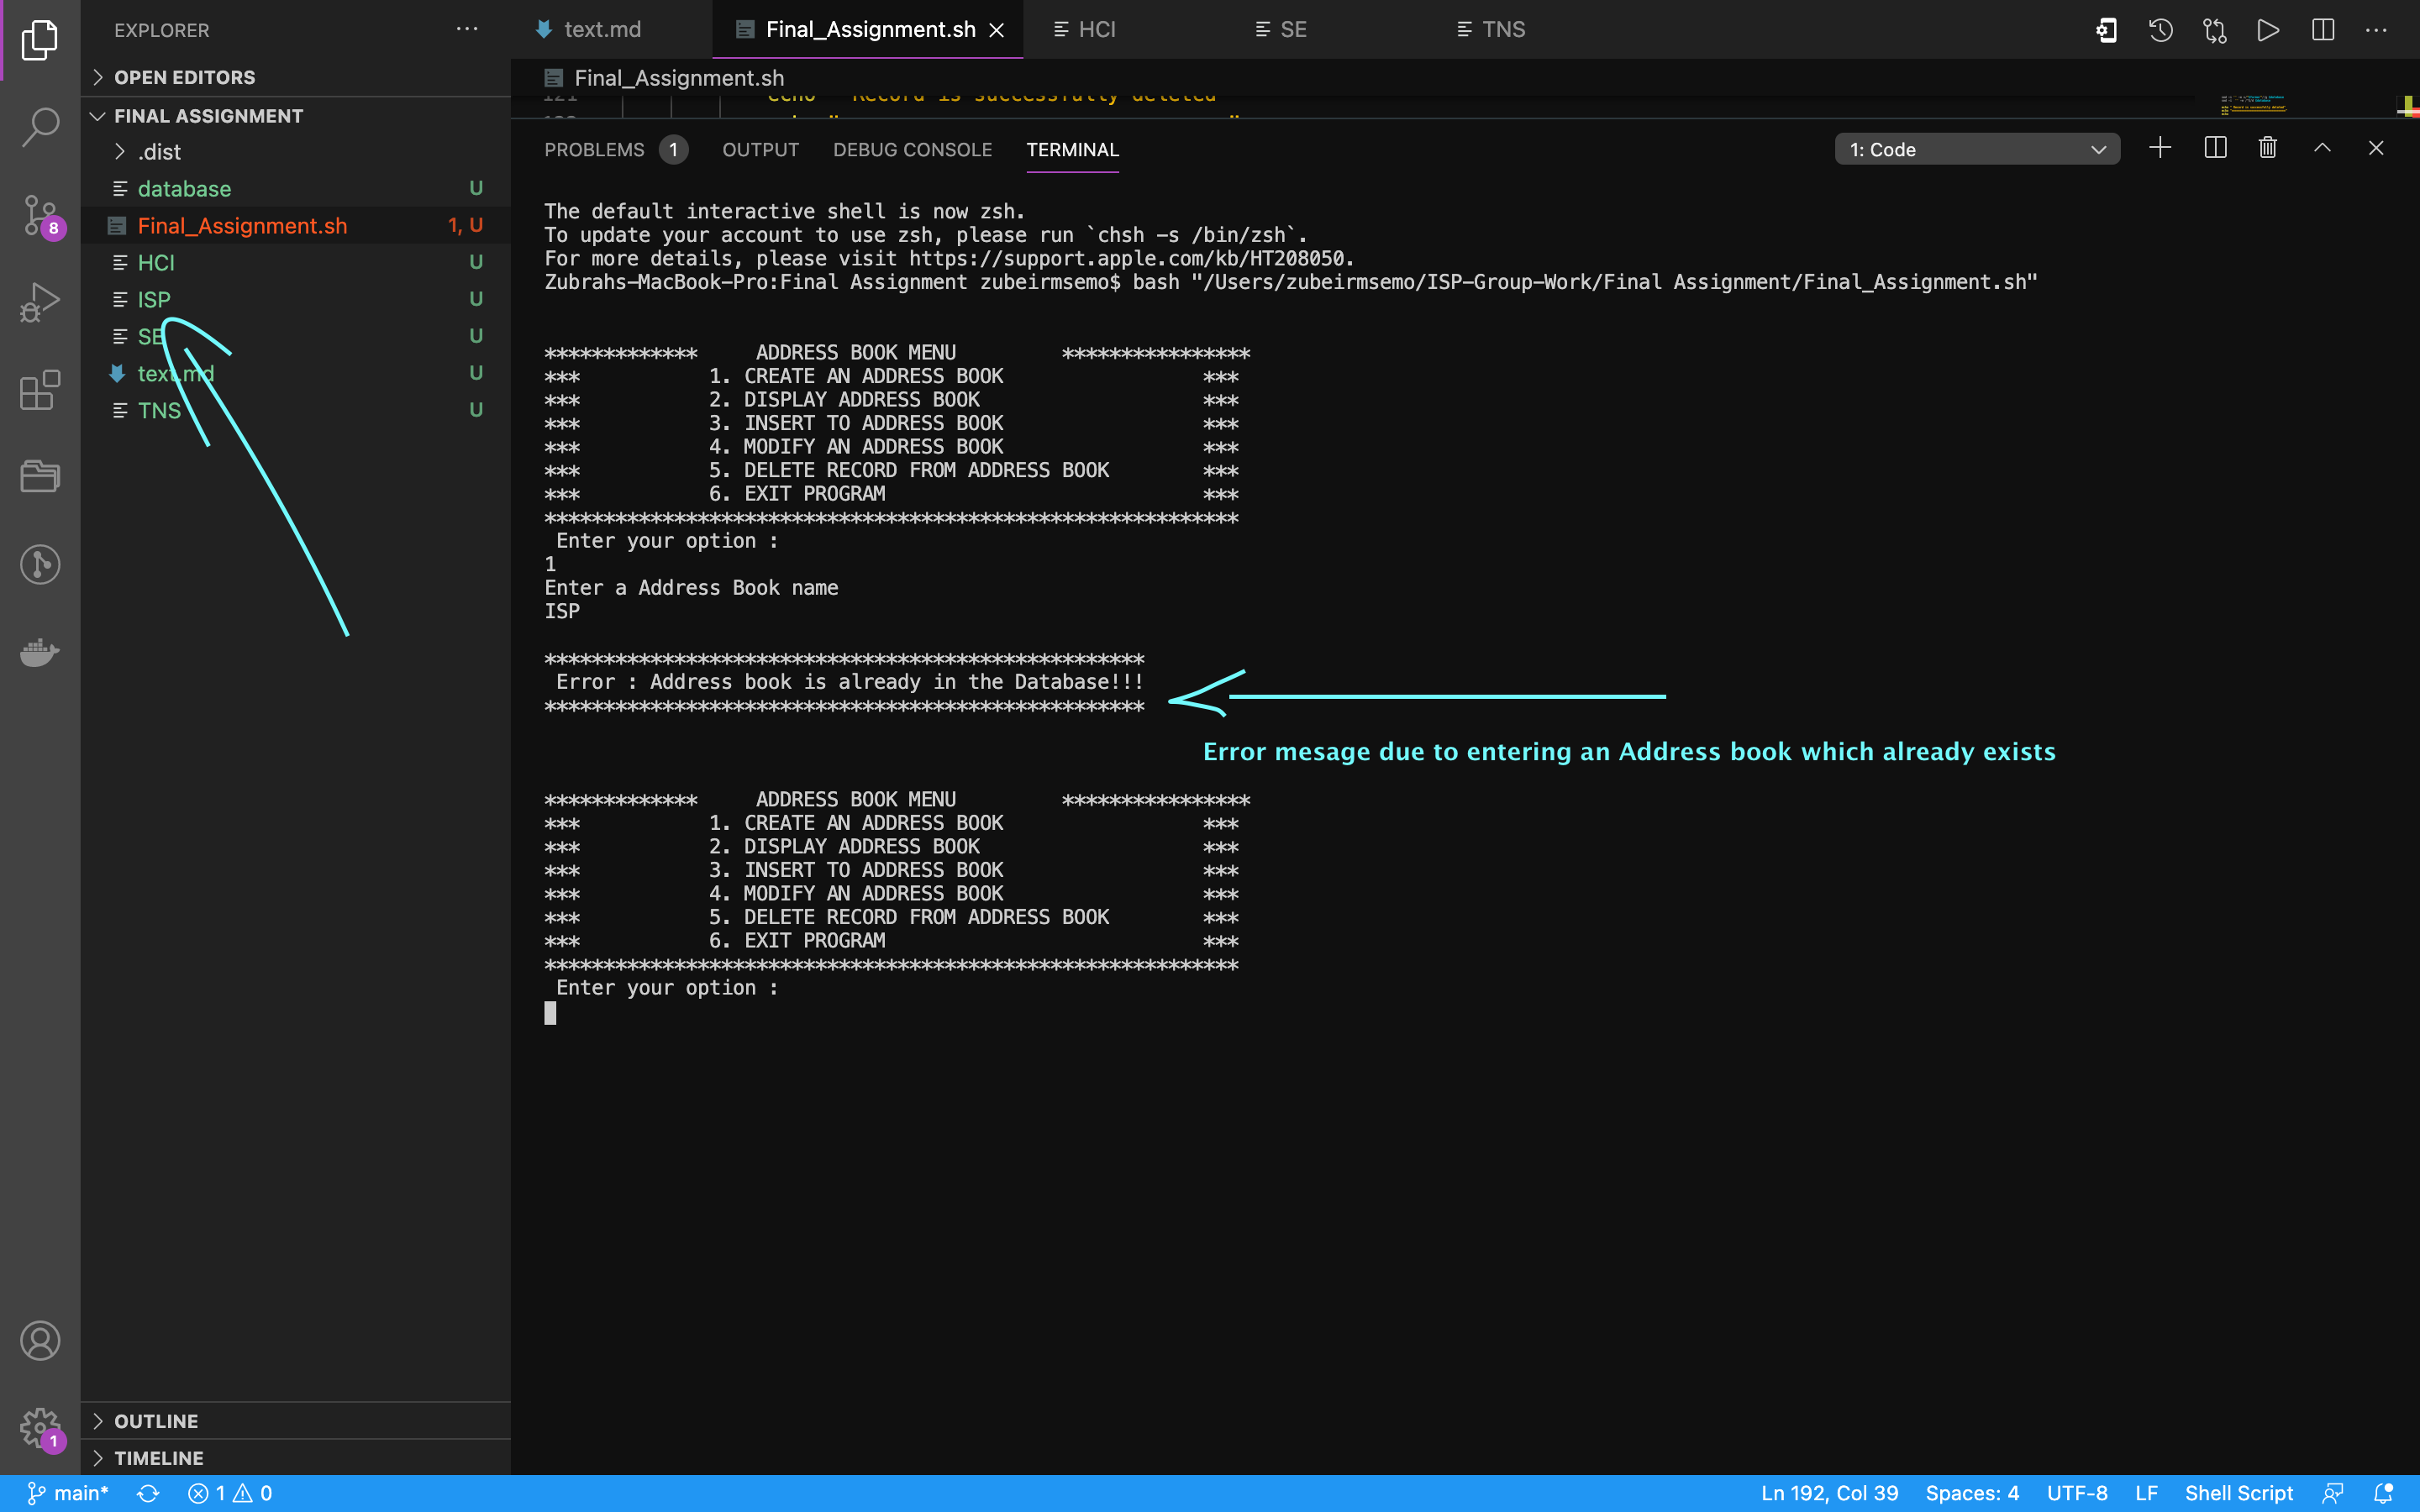 EXPLORER
OPEN EDITORS
FINAL ASSIGNMENT
.dist
database U
Final_Assignment.sh 1, U
HCI U
ISP U
SE U
text.md U
TNS U
OUTLINE
TIMELINE
8
1
text.md Final_Assignment.sh HCI SE TNS
Final_Assignment.sh
121 echo " Record is successfully deleted"
PROBLEMS 1 OUTPUT DEBUG CONSOLE TERMINAL 1: Code
The default interactive shell is now zsh.
To update your account to use zsh, please run `chsh -s /bin/zsh`.
For more details, please visit https://support.apple.com/kb/HT208050.
Zubrahs-MacBook-Pro:Final Assignment zubeirmsemo$ bash "/Users/zubeirmsemo/ISP-Group-Work/Final Assignment/Final_Assignment.sh"
************* ADDRESS BOOK MENU ****************
*** 1. CREATE AN ADDRESS BOOK ***
*** 2. DISPLAY ADDRESS BOOK ***
*** 3. INSERT TO ADDRESS BOOK ***
*** 4. MODIFY AN ADDRESS BOOK ***
*** 5. DELETE RECORD FROM ADDRESS BOOK ***
*** 6. EXIT PROGRAM ***
***********************************************************
Enter your option :
1
Enter a Address Book name
ISP
***************************************************
Error : Address book is already in the Database!!!
***************************************************
Error mesage due to entering an Address book which already exists
************* ADDRESS BOOK MENU ****************
*** 1. CREATE AN ADDRESS BOOK ***
*** 2. DISPLAY ADDRESS BOOK ***
*** 3. INSERT TO ADDRESS BOOK ***
*** 4. MODIFY AN ADDRESS BOOK ***
*** 5. DELETE RECORD FROM ADDRESS BOOK ***
*** 6. EXIT PROGRAM ***
***********************************************************
Enter your option :
main* 1 0 Ln 192, Col 39 Spaces: 4 UTF-8 LF Shell Script